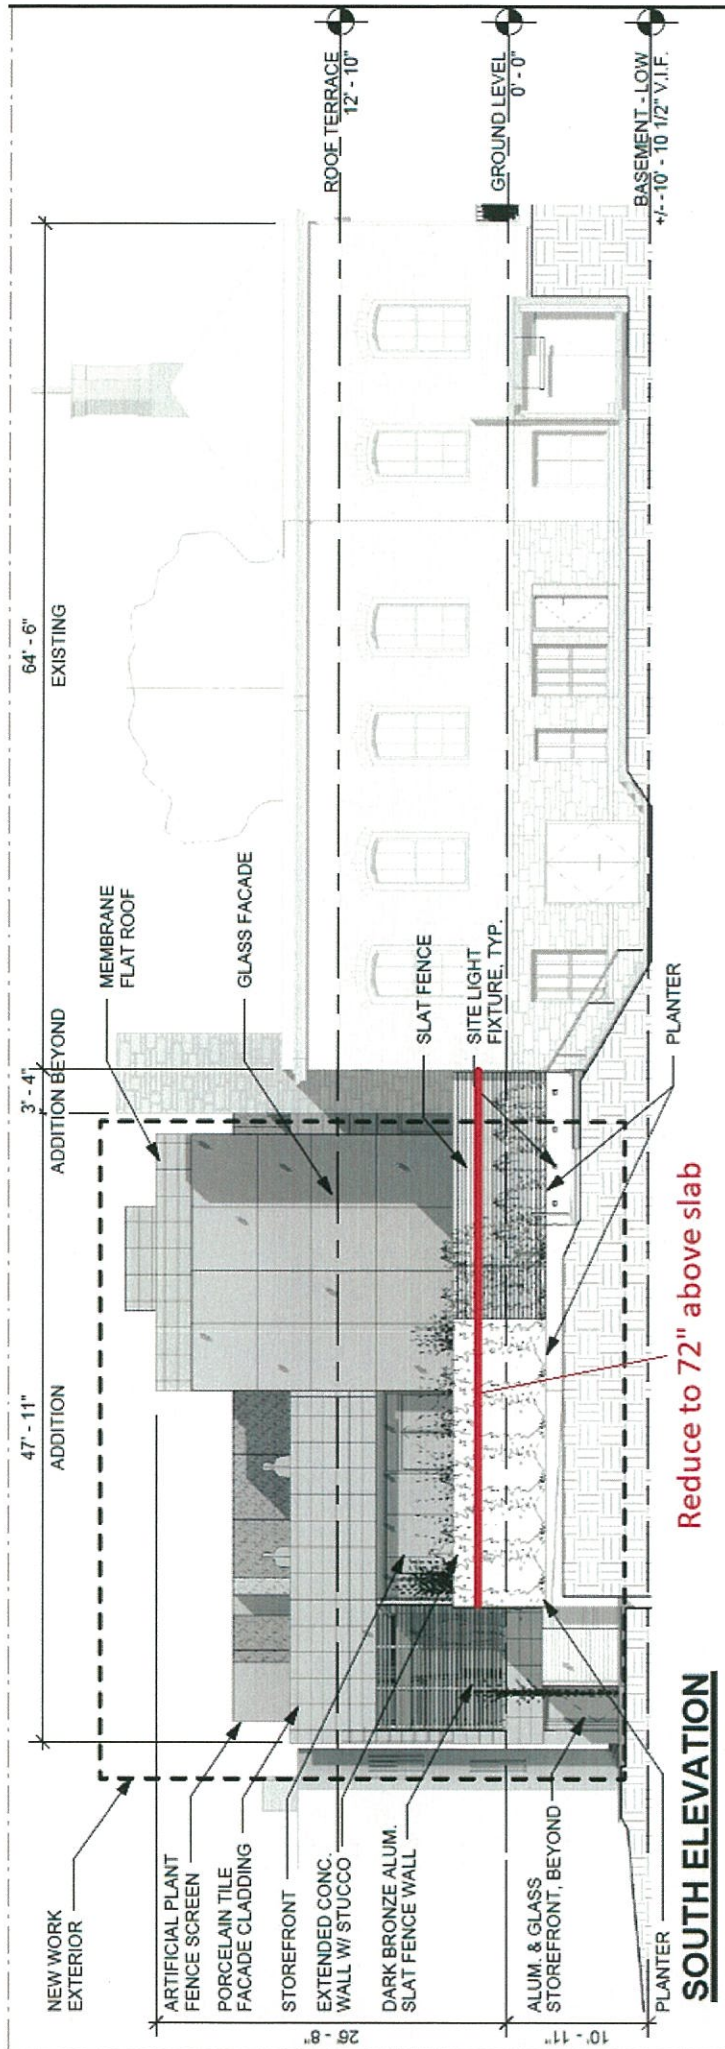 64' - 6"
EXISTING
3' - 4"
ADDITION BEYOND
47' - 11"
ADDITION
NEW WORK
EXTERIOR
ARTIFICIAL PLANT
FENCE SCREEN
PORCELAIN TILE
FACADE CLADDING
STOREFRONT
EXTENDED CONC.
WALL W/ STUCCO
DARK BRONZE ALUM.
SLAT FENCE WALL
ALUM. & GLASS
STOREFRONT, BEYOND
PLANTER
26' - 8"
10' - 11"
MEMBRANE
FLAT ROOF
GLASS FACADE
SLAT FENCE
SITE LIGHT
FIXTURE, TYP.
PLANTER
ROOF TERRACE
12' - 10"
GROUND LEVEL
0' - 0"
BASEMENT - LOW
+/- -10' - 10 1/2" V.I.F.
Reduce to 72" above slab
SOUTH ELEVATION